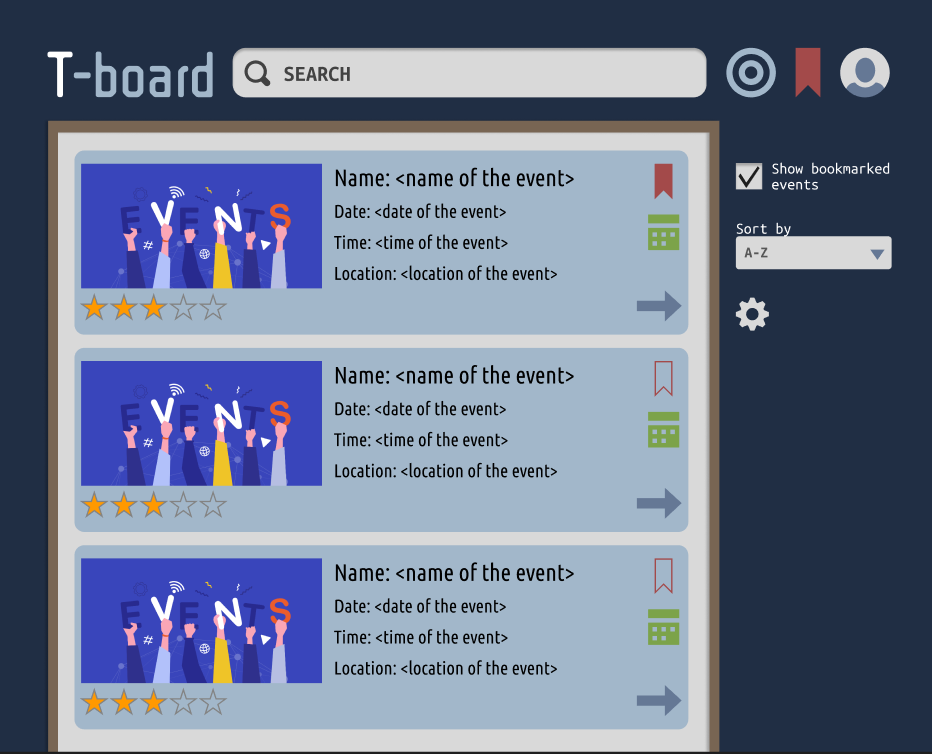 T-board
SEARCH
Show bookmarked
events
Sort by
A-Z
EVENTS
#
Name: <name of the event>
Date: <date of the event>
Time: <time of the event>
Location: <location of the event>
EVENTS
#
Name: <name of the event>
Date: <date of the event>
Time: <time of the event>
Location: <location of the event>
EVENTS
#
Name: <name of the event>
Date: <date of the event>
Time: <time of the event>
Location: <location of the event>